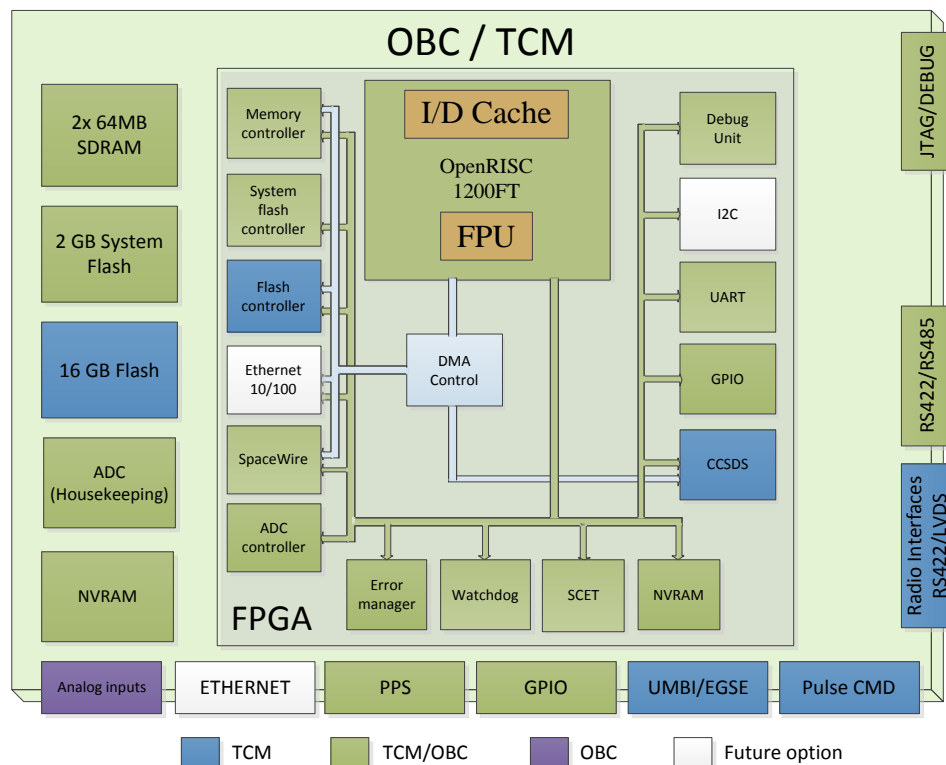 OBC / TCM
2x 64MB
SDRAM
2 GB System
Flash
16 GB Flash
ADC
(Housekeeping)
NVRAM
Memory
controller
System
flash
controller
Flash
controller
Ethernet
10/100
SpaceWire
ADC
controller
FPGA
I/D Cache
OpenRISC
1200FT
FPU
DMA
Control
Debug
Unit
I2C
UART
GPIO
CCSDS
Error
manager
Watchdog
SCET
NVRAM
JTAG/DEBUG
RS422/RS485
Radio Interfaces
RS422/LVDS
Analog inputs
ETHERNET
PPS
GPIO
UMBI/EGSE
Pulse CMD
TCM
TCM/OBC
OBC
Future option